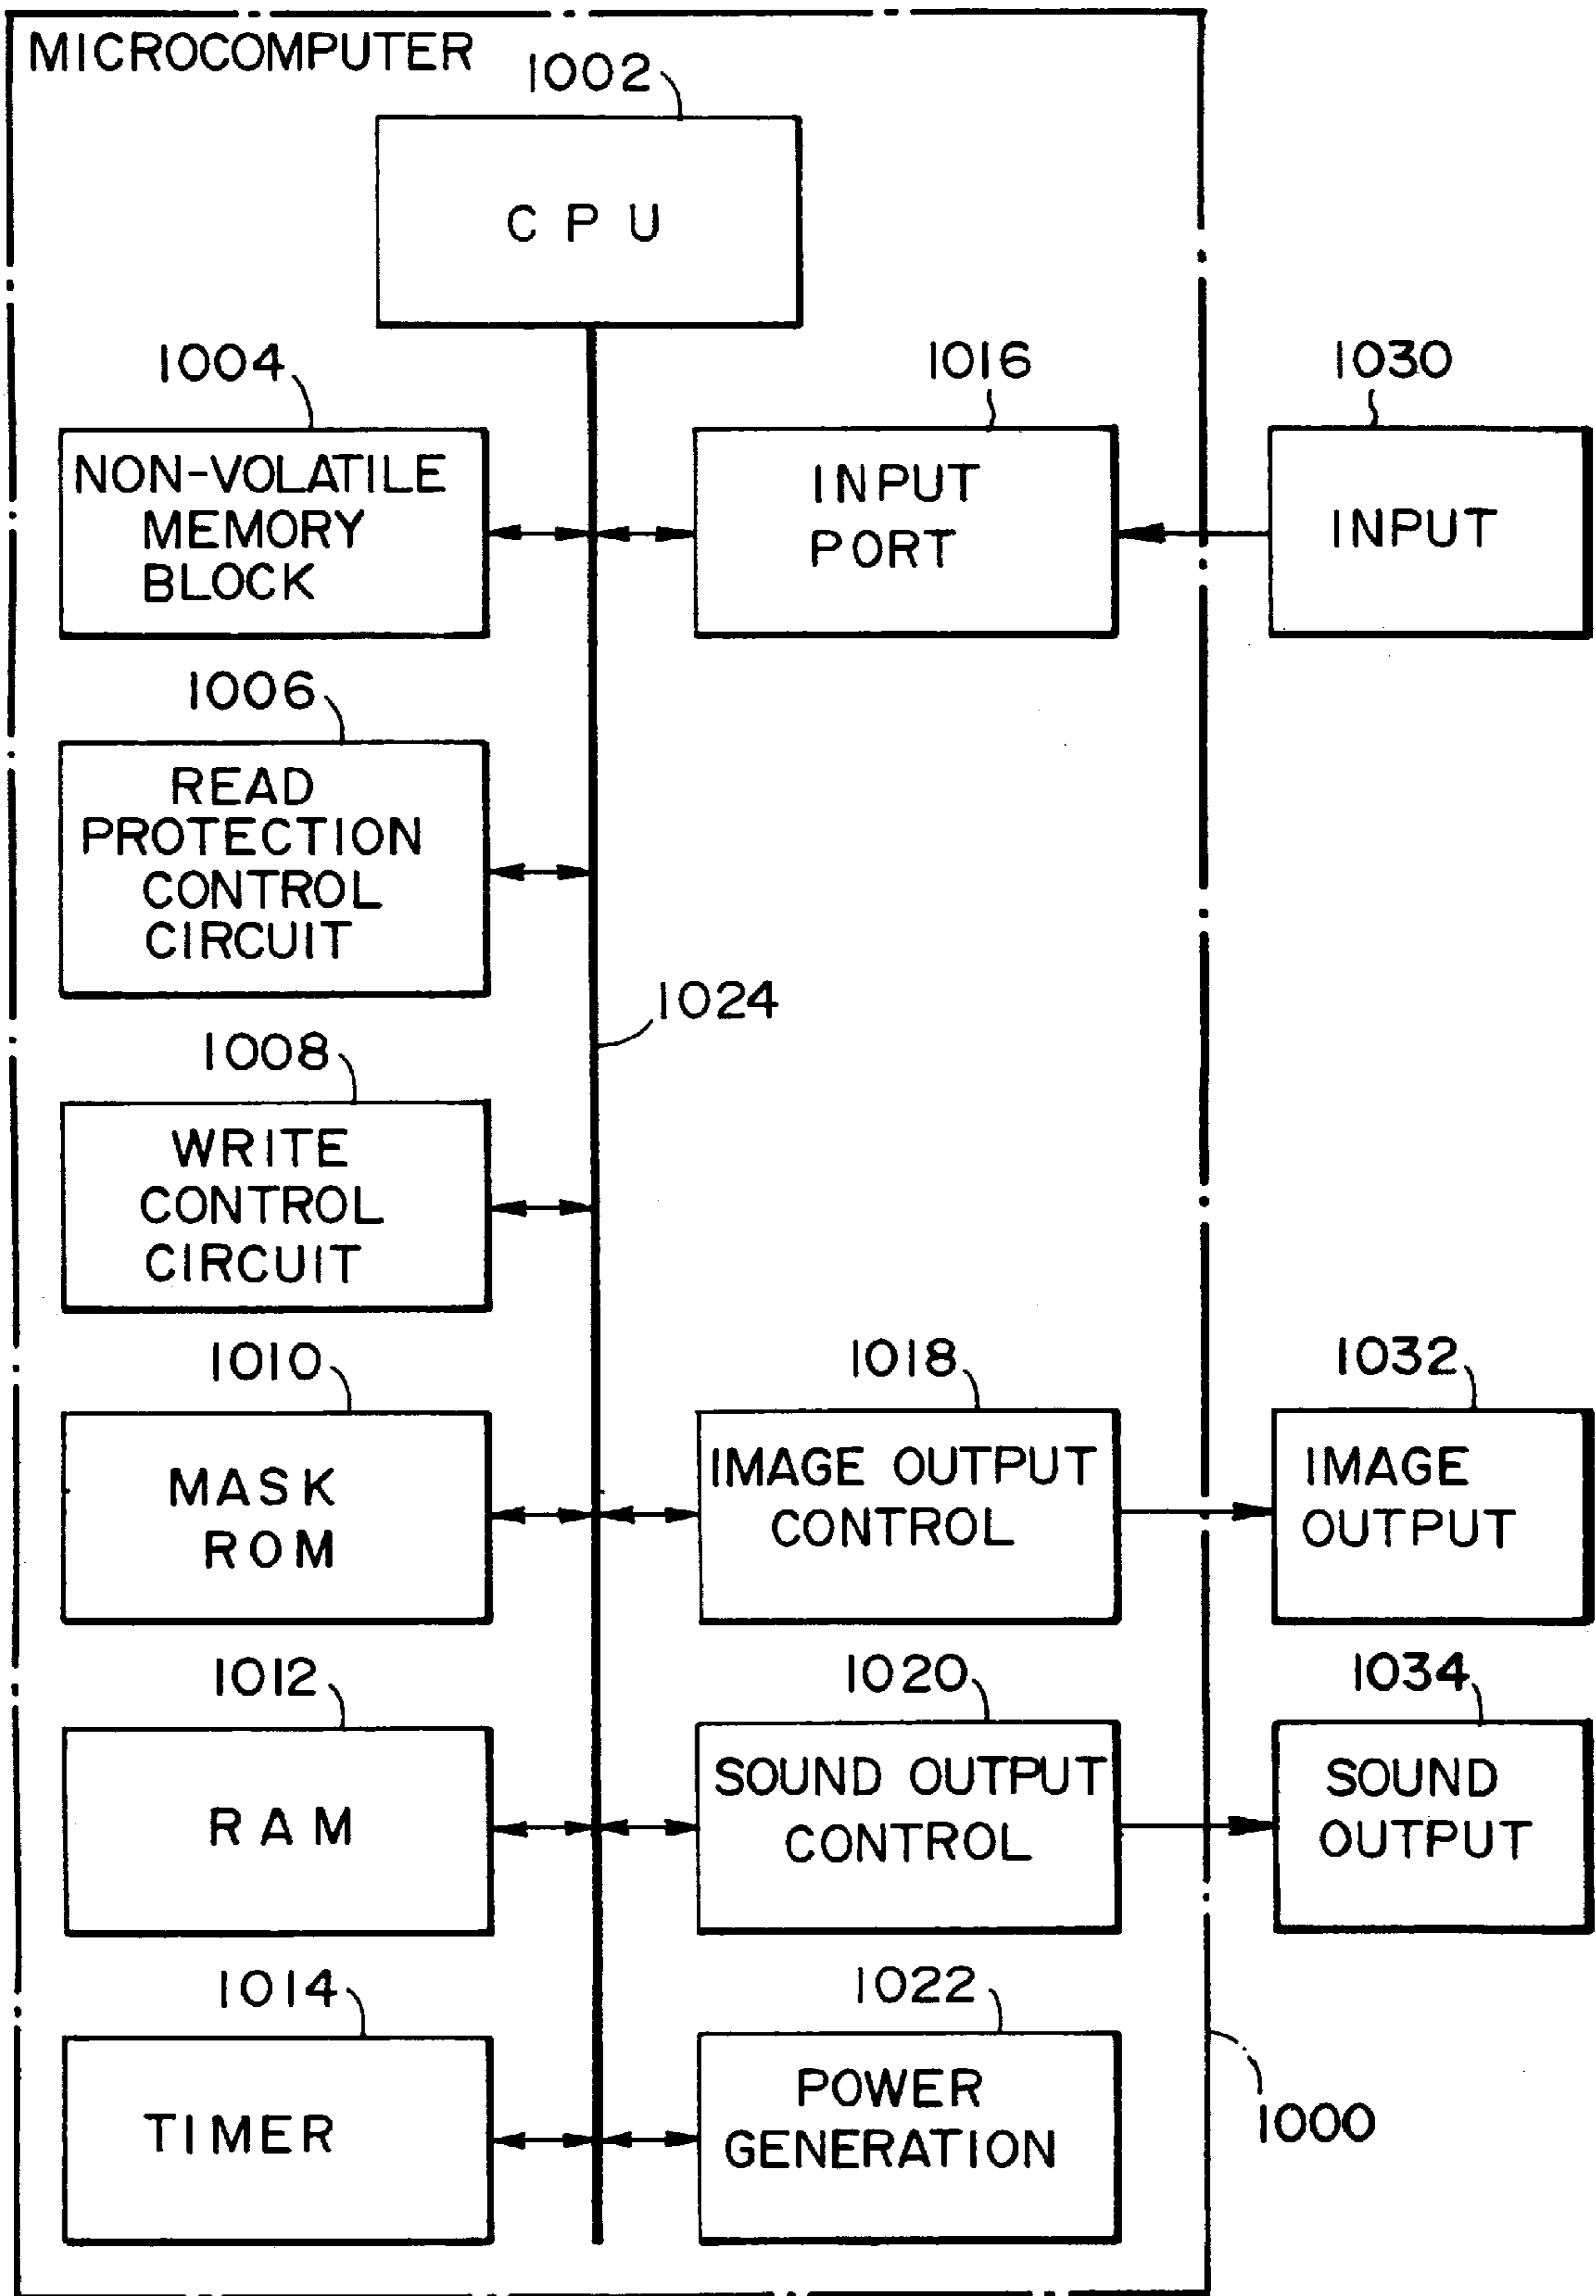 MICROCOMPUTER
1002
CPU
1004
NON-VOLATILE
MEMORY
BLOCK
1016
INPUT
PORT
1030
INPUT
1006
READ
PROTECTION
CONTROL
CIRCUIT
1024
1008
WRITE
CONTROL
CIRCUIT
1010
MASK
ROM
1018
IMAGE OUTPUT
CONTROL
1032
IMAGE
OUTPUT
1012
RAM
1020
SOUND OUTPUT
CONTROL
1034
SOUND
OUTPUT
1014
TIMER
1022
POWER
GENERATION
1000